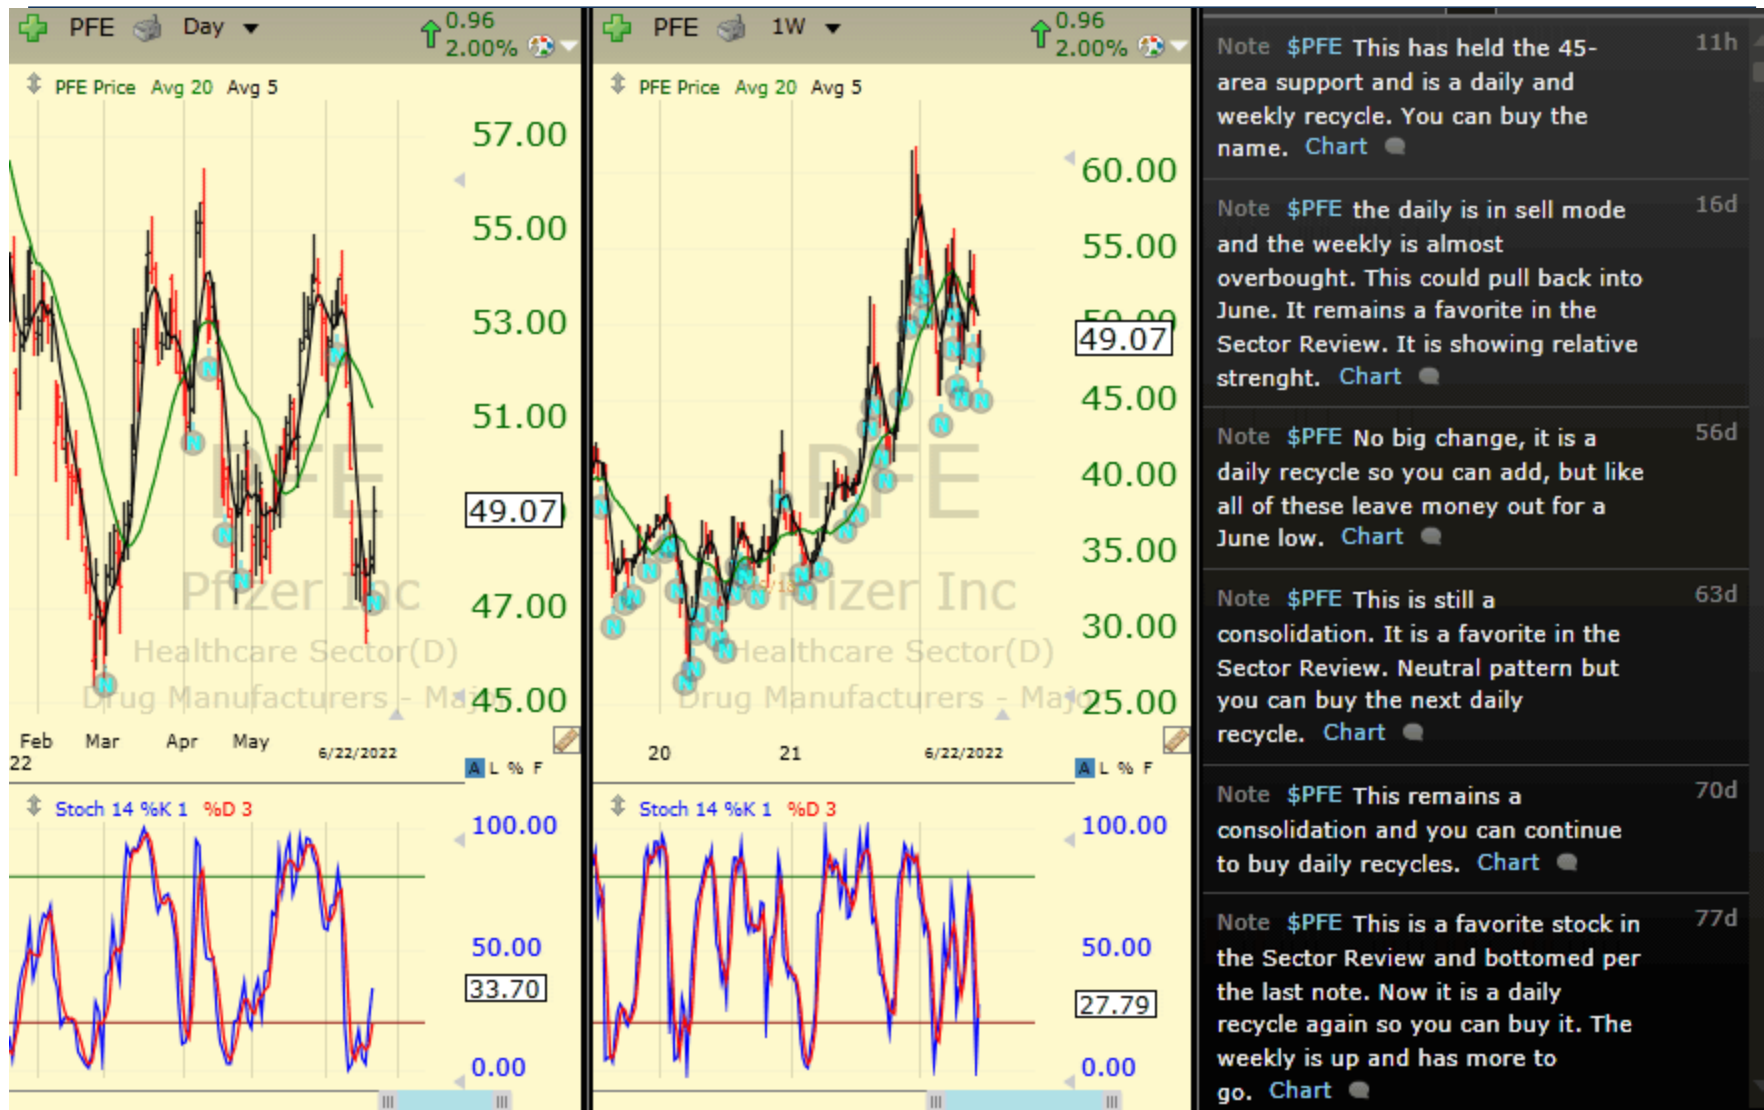 PFE Day
0.96
2.00%
PFE Price Avg 20 Avg 5
57.00
55.00
53.00
51.00
49.07
47.00
45.00
PFE
Pfizer Inc
Healthcare Sector(D)
Drug Manufacturers - Major
Feb Mar Apr May 6/22/2022
22
A L % F
Stoch 14 %K 1 %D 3
100.00
50.00
33.70
0.00
PFE 1W
0.96
2.00%
PFE Price Avg 20 Avg 5
60.00
55.00
50.00
49.07
45.00
40.00
35.00
30.00
25.00
PFE
Pfizer Inc
Healthcare Sector(D)
Drug Manufacturers - Major
20 21 6/22/2022
A L % F
Stoch 14 %K 1 %D 3
100.00
50.00
27.79
0.00
Note $PFE This has held the 45- 11h
area support and is a daily and
weekly recycle. You can buy the
name. Chart
Note $PFE the daily is in sell mode 16d
and the weekly is almost
overbought. This could pull back into
June. It remains a favorite in the
Sector Review. It is showing relative
strenght. Chart
Note $PFE No big change, it is a 56d
daily recycle so you can add, but like
all of these leave money out for a
June low. Chart
Note $PFE This is still a 63d
consolidation. It is a favorite in the
Sector Review. Neutral pattern but
you can buy the next daily
recycle. Chart
Note $PFE This remains a 70d
consolidation and you can continue
to buy daily recycles. Chart
Note $PFE This is a favorite stock in 77d
the Sector Review and bottomed per
the last note. Now it is a daily
recycle again so you can buy it. The
weekly is up and has more to
go. Chart